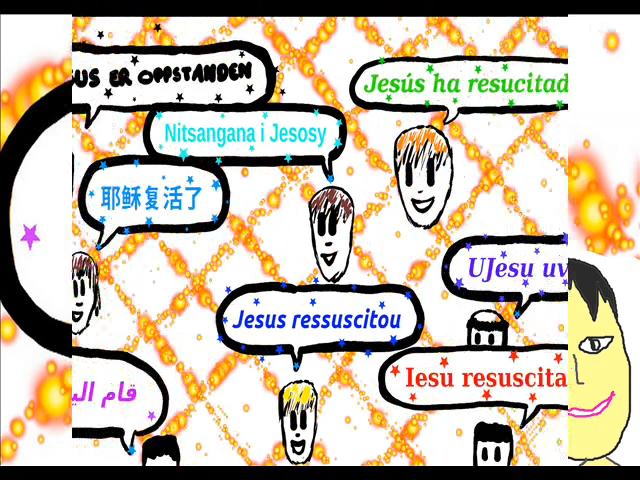 US ER OPPSTANDEN
Jesús ha resucitad
Nitsangana i Jesosy
耶稣复活了
UJesu uv
Jesus ressuscitou
Iesu resuscita
قام الي